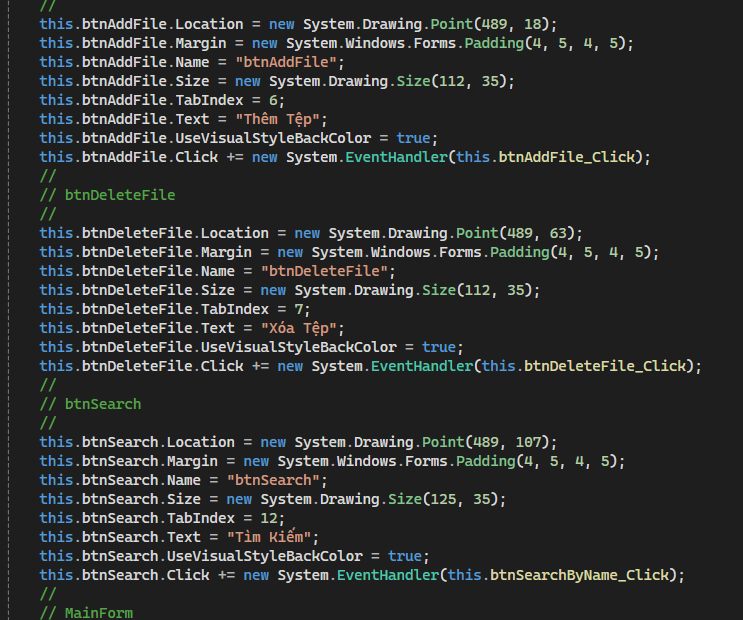 //
this.btnAddFile.Location = new System.Drawing.Point(489, 18);
this.btnAddFile.Margin = new System.Windows.Forms.Padding(4, 5, 4, 5);
this.btnAddFile.Name = "btnAddFile";
this.btnAddFile.Size = new System.Drawing.Size(112, 35);
this.btnAddFile.TabIndex = 6;
this.btnAddFile.Text = "Thêm Tệp";
this.btnAddFile.UseVisualStyleBackColor = true;
this.btnAddFile.Click += new System.EventHandler(this.btnAddFile_Click);
//
// btnDeleteFile
//
this.btnDeleteFile.Location = new System.Drawing.Point(489, 63);
this.btnDeleteFile.Margin = new System.Windows.Forms.Padding(4, 5, 4, 5);
this.btnDeleteFile.Name = "btnDeleteFile";
this.btnDeleteFile.Size = new System.Drawing.Size(112, 35);
this.btnDeleteFile.TabIndex = 7;
this.btnDeleteFile.Text = "Xóa Tệp";
this.btnDeleteFile.UseVisualStyleBackColor = true;
this.btnDeleteFile.Click += new System.EventHandler(this.btnDeleteFile_Click);
//
// btnSearch
//
this.btnSearch.Location = new System.Drawing.Point(489, 107);
this.btnSearch.Margin = new System.Windows.Forms.Padding(4, 5, 4, 5);
this.btnSearch.Name = "btnSearch";
this.btnSearch.Size = new System.Drawing.Size(125, 35);
this.btnSearch.TabIndex = 12;
this.btnSearch.Text = "Tìm Kiếm";
this.btnSearch.UseVisualStyleBackColor = true;
this.btnSearch.Click += new System.EventHandler(this.btnSearchByName_Click);
//
// MainForm